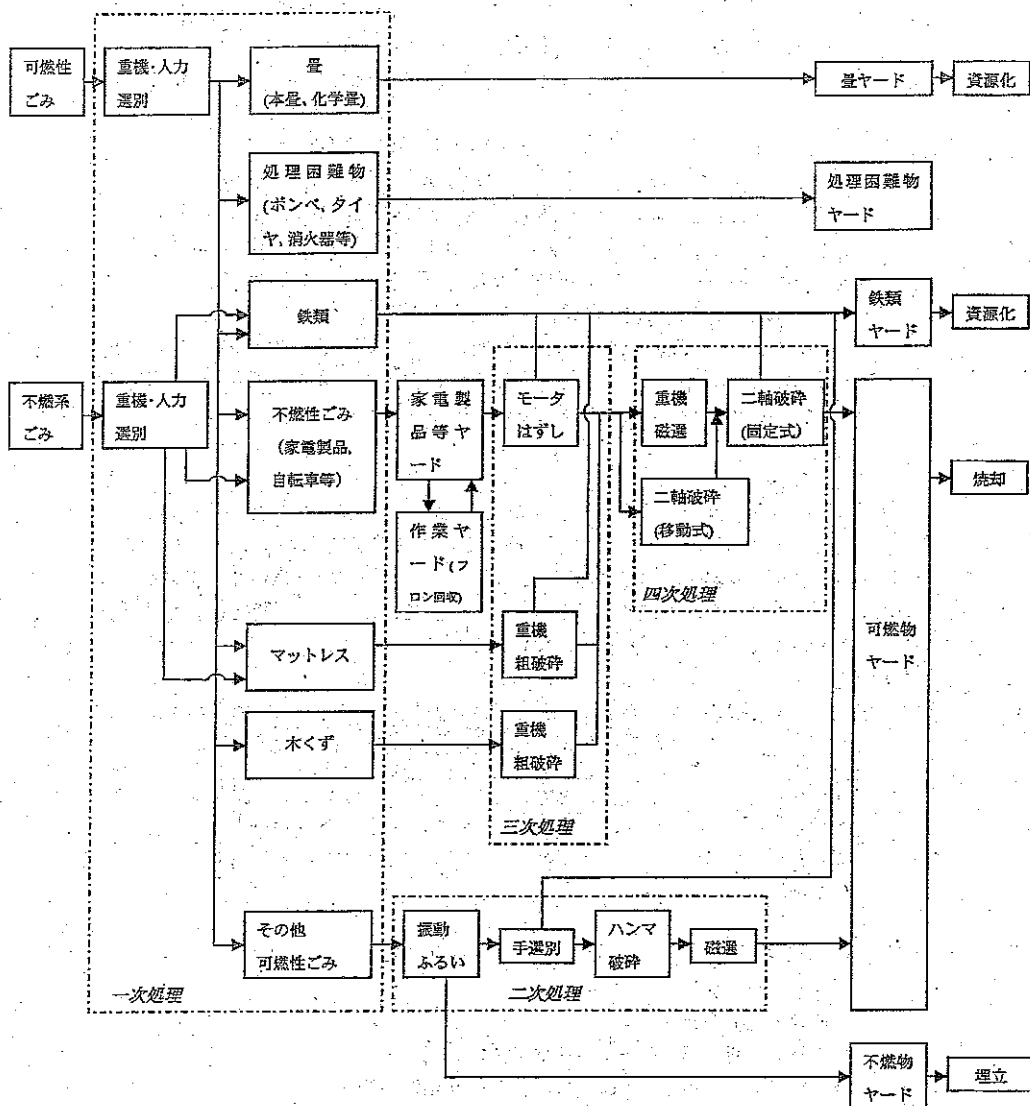 可燃性
ごみ
重機・人力
選別
畳
(本畳、化学畳)
畳ヤード
資源化
処理困難物
(ボンベ、タイ
ヤ、消火器等)
処理困難物
ヤード
鉄類
鉄類
ヤード
資源化
不燃系
ごみ
重機・人力
選別
不燃性ごみ
(家電製品、
自転車等)
家電製
品等ヤ
ード
モータ
はずし
重機
磁選
二軸破砕
(固定式)
焼却
作業ヤ
ード(フ
ロン回収)
二軸破砕
(移動式)
四次処理
マットレス
重機
粗破砕
可燃物
ヤード
木くず
重機
粗破砕
三次処理
その他
可燃性ごみ
振動
ふるい
手選別
ハンマ
破砕
磁選
一次処理
二次処理
不燃物
ヤード
埋立